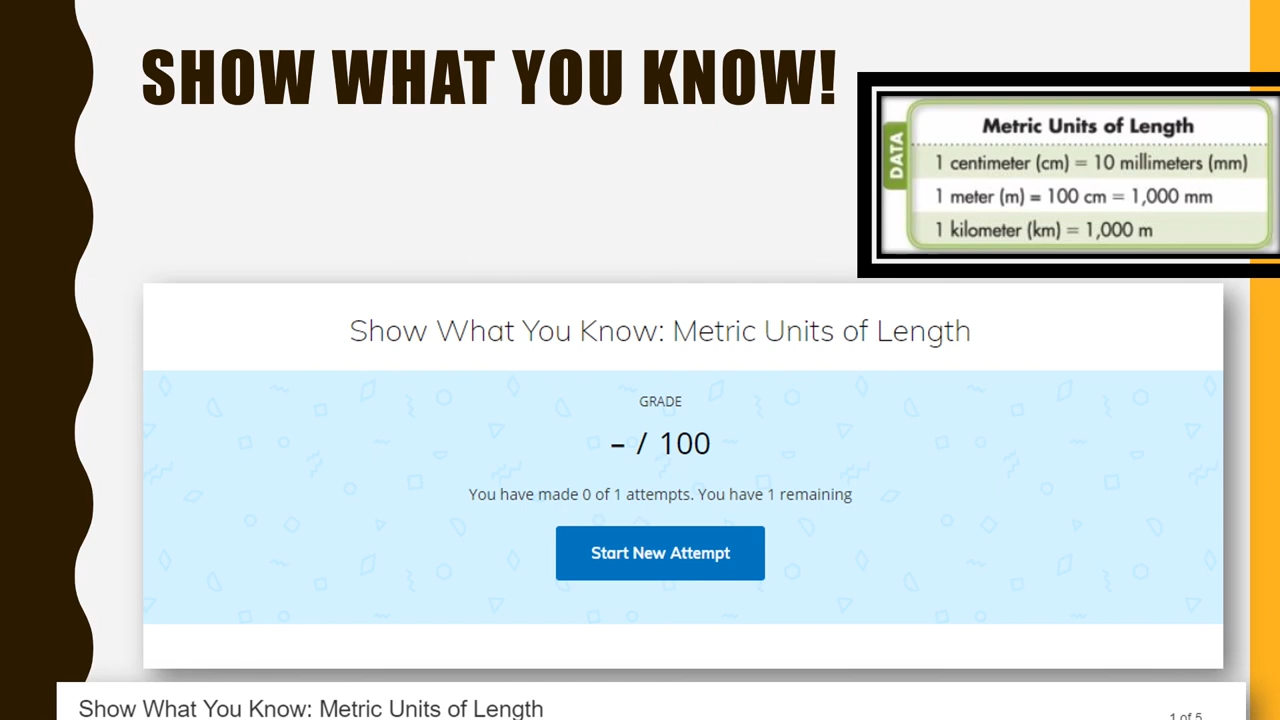 SHOW WHAT YOU KNOW!
DATA
Metric Units of Length
1 centimeter (cm) = 10 millimeters (mm)
1 meter (m) = 100 cm = 1,000 mm
1 kilometer (km) = 1,000 m
Show What You Know: Metric Units of Length
GRADE
– / 100
You have made 0 of 1 attempts. You have 1 remaining
Start New Attempt
Show What You Know: Metric Units of Length
1 of 5